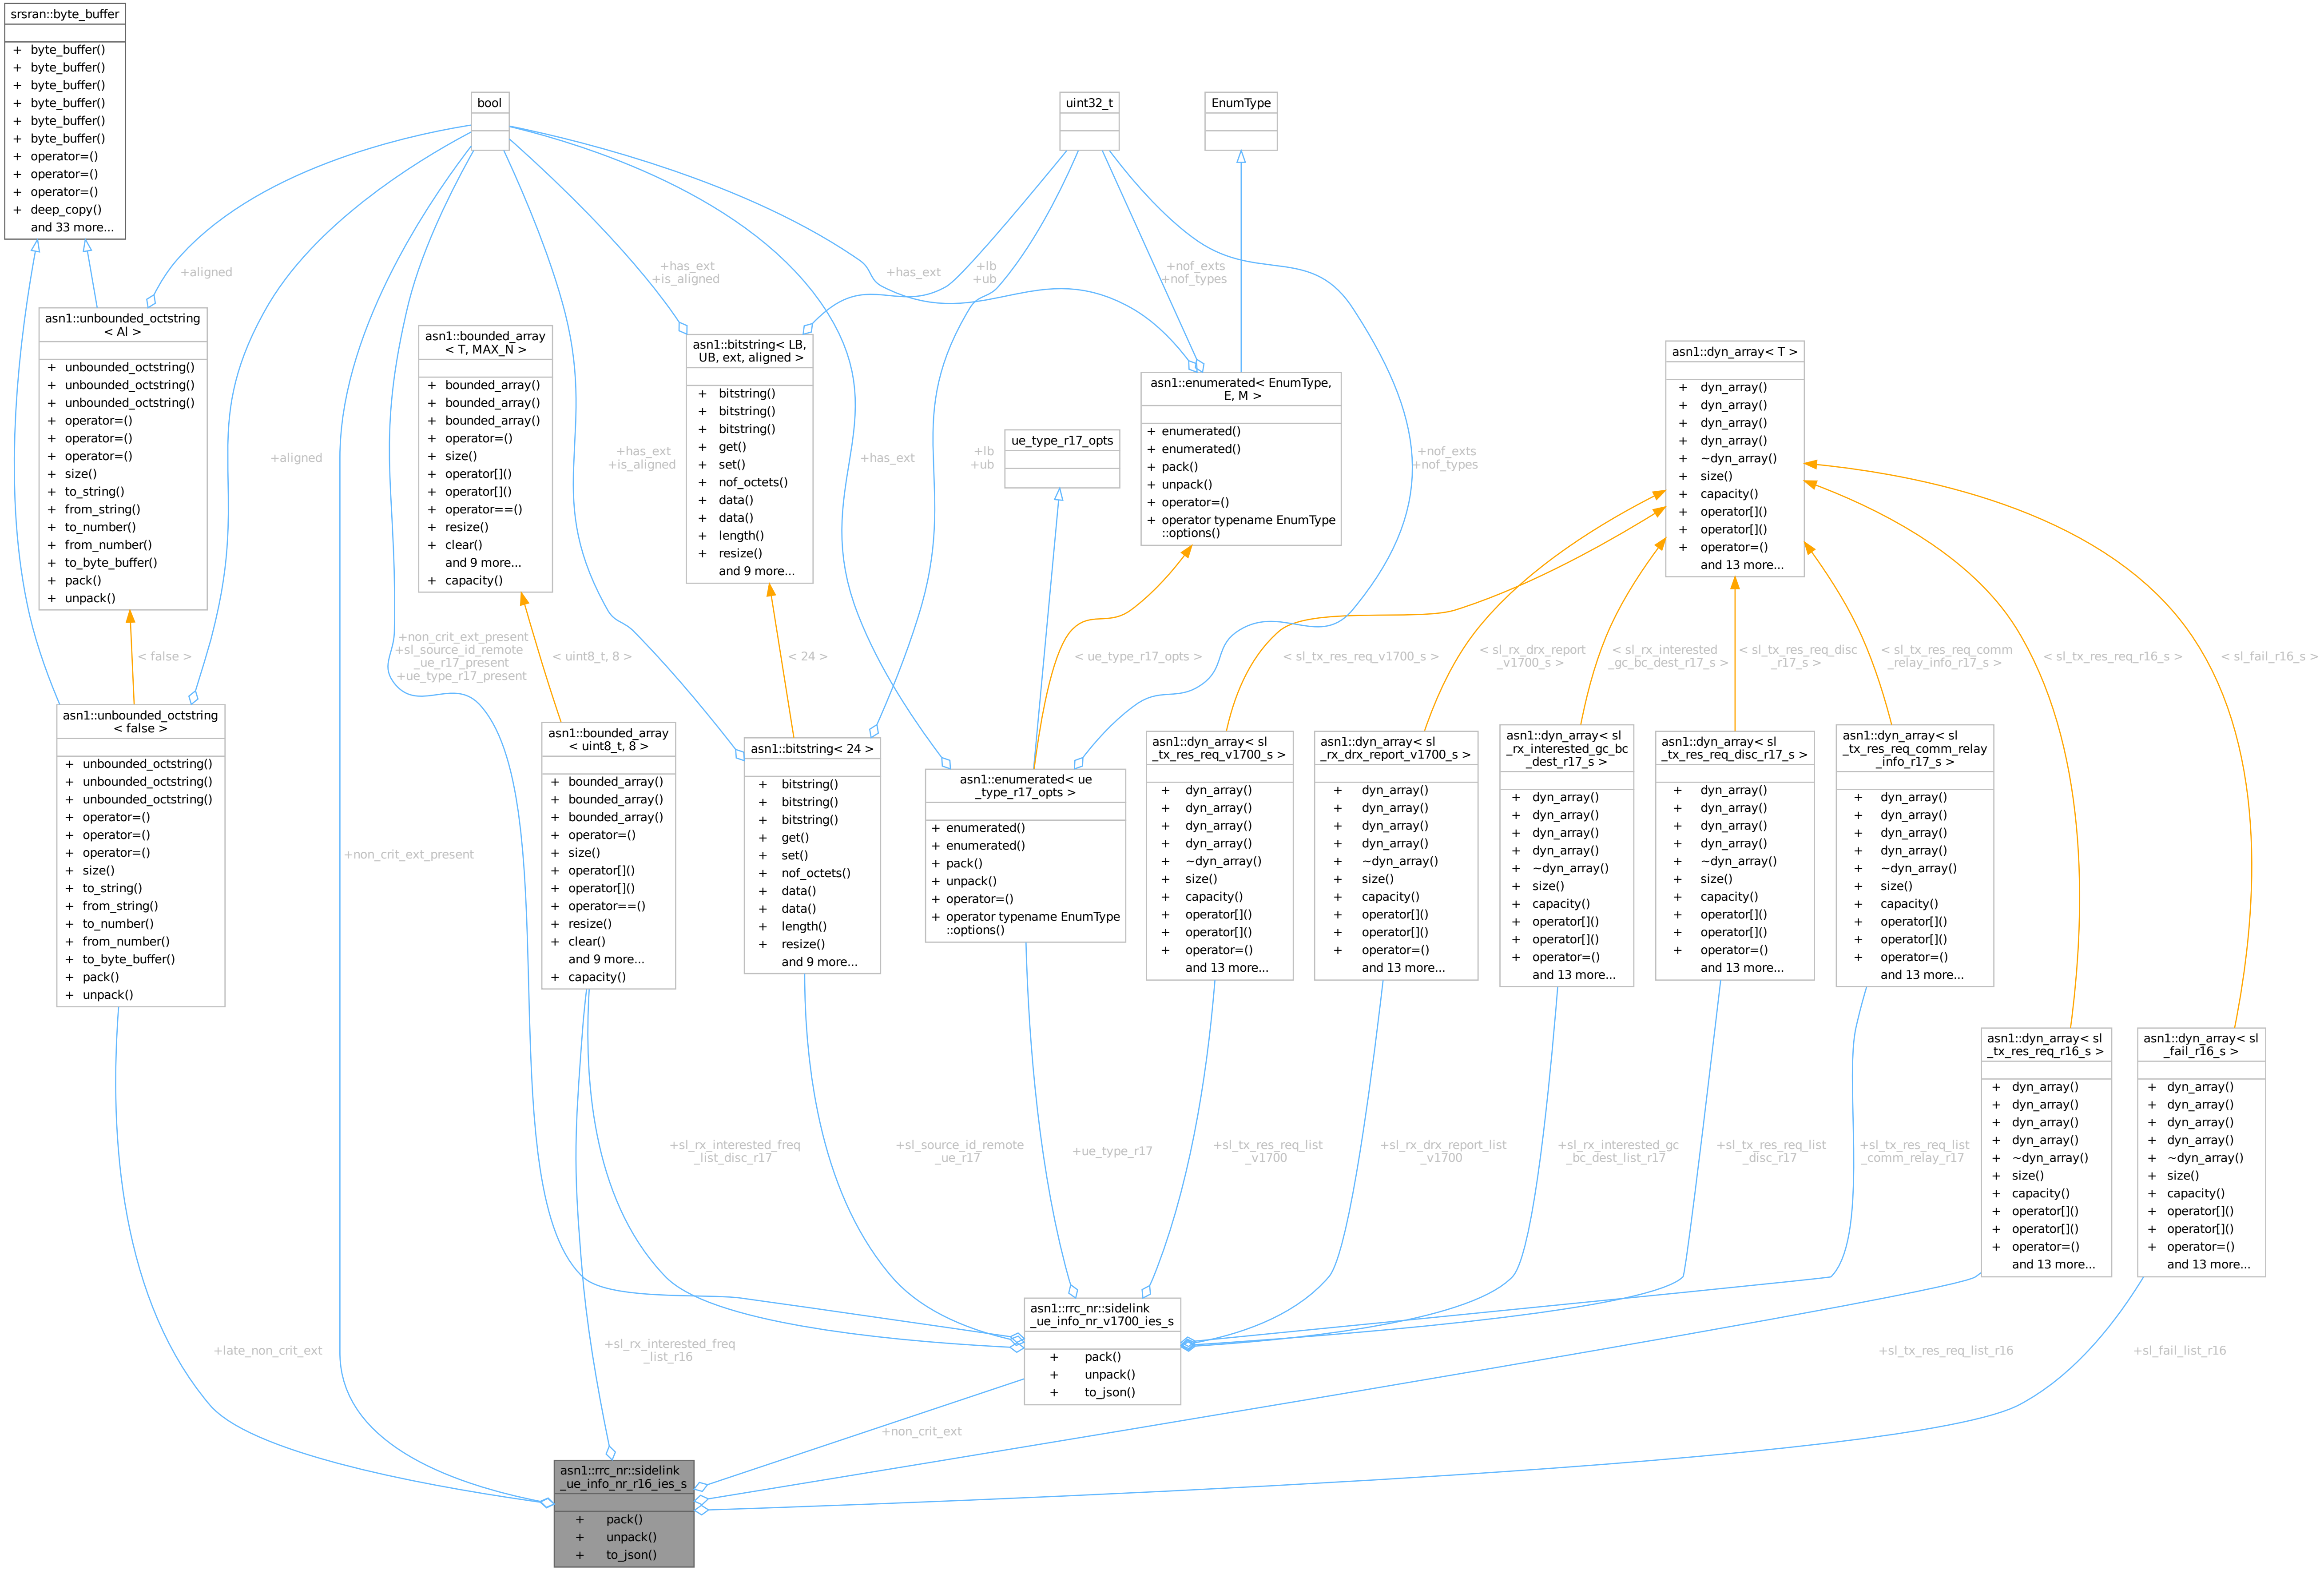 srsran::byte_buffer
+ byte_buffer()
+ byte_buffer()
+ byte_buffer()
+ byte_buffer()
+ byte_buffer()
+ byte_buffer()
+ operator=()
+ operator=()
+ operator=()
+ deep_copy()
and 33 more...
bool
uint32_t
EnumType
+aligned
+has_ext
+is_aligned
+has_ext
+lb
+ub
+nof_exts
+nof_types
asn1::unbounded_octstring
< Al >
+ unbounded_octstring()
+ unbounded_octstring()
+ unbounded_octstring()
+ operator=()
+ operator=()
+ operator=()
+ size()
+ to_string()
+ from_string()
+ to_number()
+ from_number()
+ to_byte_buffer()
+ pack()
+ unpack()
asn1::bounded_array
< T, MAX_N >
+ bounded_array()
+ bounded_array()
+ bounded_array()
+ operator=()
+ size()
+ operator[]()
+ operator[]()
+ operator==()
+ resize()
+ clear()
and 9 more...
+ capacity()
asn1::bitstring< LB,
UB, ext, aligned >
+ bitstring()
+ bitstring()
+ bitstring()
+ get()
+ set()
+ nof_octets()
+ data()
+ data()
+ length()
+ resize()
and 9 more...
ue_type_r17_opts
asn1::enumerated< EnumType,
E, M >
+ enumerated()
+ enumerated()
+ pack()
+ unpack()
+ operator=()
+ operator typename EnumType
::options()
asn1::dyn_array< T >
+ dyn_array()
+ dyn_array()
+ dyn_array()
+ dyn_array()
+ ~dyn_array()
+ size()
+ capacity()
+ operator[]()
+ operator[]()
+ operator=()
and 13 more...
+aligned
+has_ext
+is_aligned
+has_ext
+lb
+ub
+nof_exts
+nof_types
< false >
+non_crit_ext_present
+sl_source_id_remote
_ue_r17_present
+ue_type_r17_present
< uint8_t, 8 >
< 24 >
< ue_type_r17_opts >
< sl_tx_res_req_v1700_s >
< sl_rx_drx_report
_v1700_s >
< sl_rx_interested
_gc_bc_dest_r17_s >
< sl_tx_res_req_disc
_r17_s >
< sl_tx_res_req_comm
_relay_info_r17_s >
< sl_tx_res_req_r16_s >
< sl_fail_r16_s >
asn1::unbounded_octstring
< false >
+ unbounded_octstring()
+ unbounded_octstring()
+ unbounded_octstring()
+ operator=()
+ operator=()
+ operator=()
+ size()
+ to_string()
+ from_string()
+ to_number()
+ from_number()
+ to_byte_buffer()
+ pack()
+ unpack()
+non_crit_ext_present
asn1::bounded_array
< uint8_t, 8 >
+ bounded_array()
+ bounded_array()
+ bounded_array()
+ operator=()
+ size()
+ operator[]()
+ operator[]()
+ operator==()
+ resize()
+ clear()
and 9 more...
+ capacity()
asn1::bitstring< 24 >
+ bitstring()
+ bitstring()
+ bitstring()
+ get()
+ set()
+ nof_octets()
+ data()
+ data()
+ length()
+ resize()
and 9 more...
asn1::enumerated< ue
_type_r17_opts >
+ enumerated()
+ enumerated()
+ pack()
+ unpack()
+ operator=()
+ operator typename EnumType
::options()
asn1::dyn_array< sl
_tx_res_req_v1700_s >
+ dyn_array()
+ dyn_array()
+ dyn_array()
+ dyn_array()
+ ~dyn_array()
+ size()
+ capacity()
+ operator[]()
+ operator[]()
+ operator=()
and 13 more...
asn1::dyn_array< sl
_rx_drx_report_v1700_s >
+ dyn_array()
+ dyn_array()
+ dyn_array()
+ dyn_array()
+ ~dyn_array()
+ size()
+ capacity()
+ operator[]()
+ operator[]()
+ operator=()
and 13 more...
asn1::dyn_array< sl
_rx_interested_gc_bc
_dest_r17_s >
+ dyn_array()
+ dyn_array()
+ dyn_array()
+ dyn_array()
+ ~dyn_array()
+ size()
+ capacity()
+ operator[]()
+ operator[]()
+ operator=()
and 13 more...
asn1::dyn_array< sl
_tx_res_req_disc_r17_s >
+ dyn_array()
+ dyn_array()
+ dyn_array()
+ dyn_array()
+ ~dyn_array()
+ size()
+ capacity()
+ operator[]()
+ operator[]()
+ operator=()
and 13 more...
asn1::dyn_array< sl
_tx_res_req_comm_relay
_info_r17_s >
+ dyn_array()
+ dyn_array()
+ dyn_array()
+ dyn_array()
+ ~dyn_array()
+ size()
+ capacity()
+ operator[]()
+ operator[]()
+ operator=()
and 13 more...
asn1::dyn_array< sl
_tx_res_req_r16_s >
+ dyn_array()
+ dyn_array()
+ dyn_array()
+ dyn_array()
+ ~dyn_array()
+ size()
+ capacity()
+ operator[]()
+ operator[]()
+ operator=()
and 13 more...
asn1::dyn_array< sl
_fail_r16_s >
+ dyn_array()
+ dyn_array()
+ dyn_array()
+ dyn_array()
+ ~dyn_array()
+ size()
+ capacity()
+ operator[]()
+ operator[]()
+ operator=()
and 13 more...
+sl_rx_interested_freq
_list_disc_r17
+sl_source_id_remote
_ue_r17
+ue_type_r17
+sl_tx_res_req_list
_v1700
+sl_rx_drx_report_list
_v1700
+sl_rx_interested_gc
_bc_dest_list_r17
+sl_tx_res_req_list
_disc_r17
+sl_tx_res_req_list
_comm_relay_r17
asn1::rrc_nr::sidelink
_ue_info_nr_v1700_ies_s
+ pack()
+ unpack()
+ to_json()
+late_non_crit_ext
+sl_rx_interested_freq
_list_r16
+sl_tx_res_req_list_r16
+sl_fail_list_r16
+non_crit_ext
asn1::rrc_nr::sidelink
_ue_info_nr_r16_ies_s
+ pack()
+ unpack()
+ to_json()